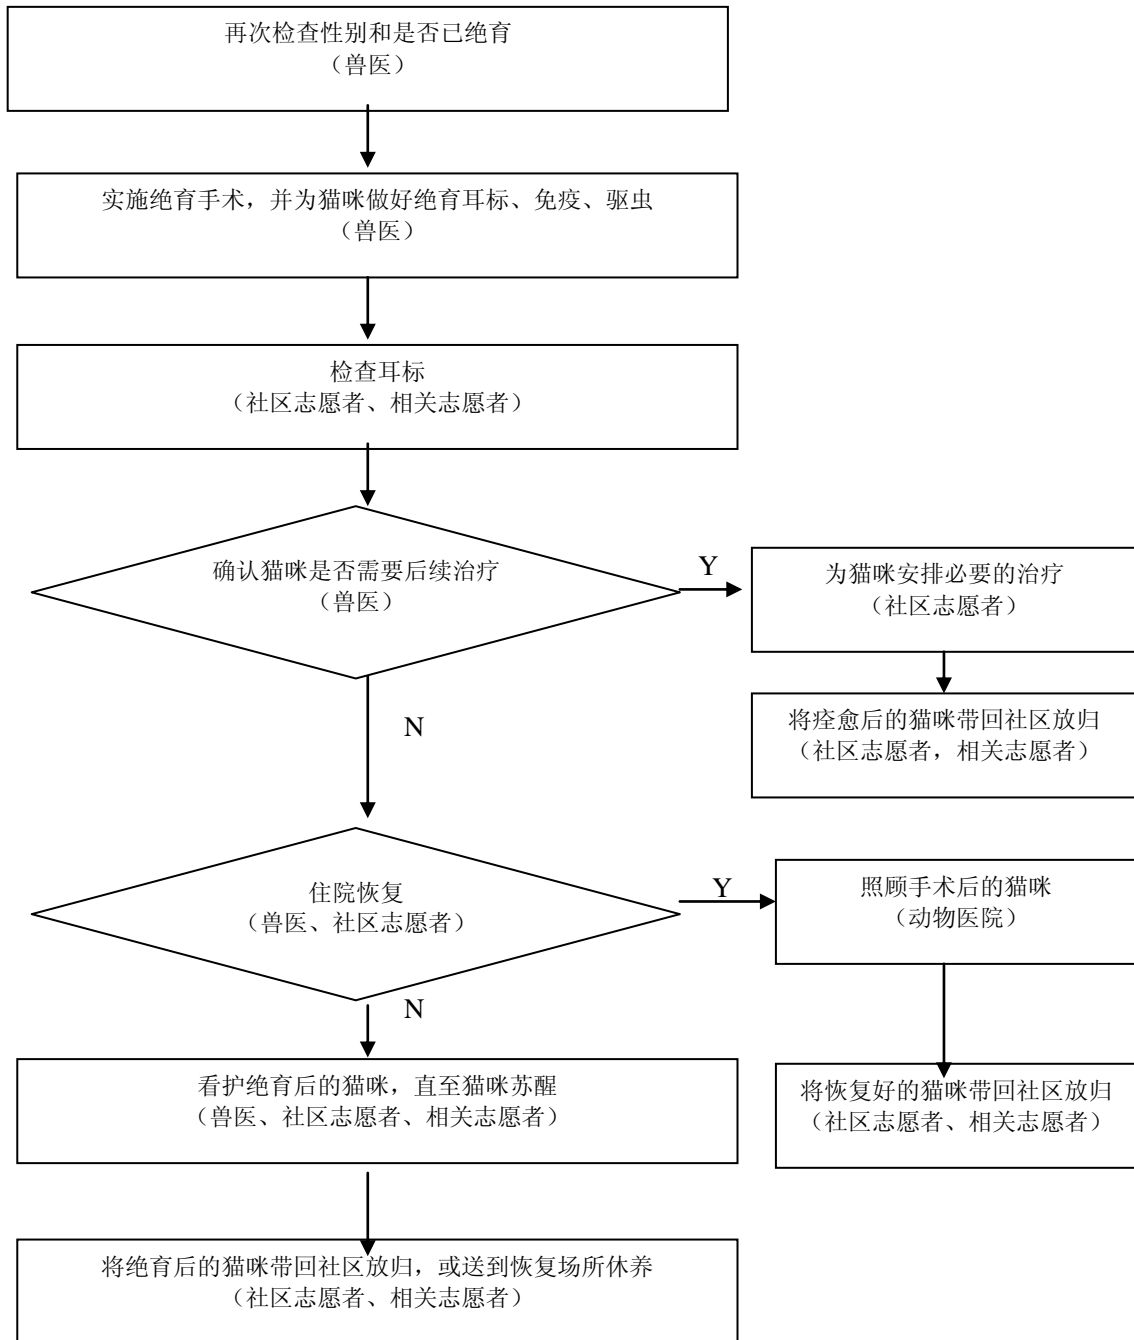 再次检查性别和是否已绝育
（兽医）
实施绝育手术，并为猫咪做好绝育耳标、免疫、驱虫
（兽医）
检查耳标
（社区志愿者、相关志愿者）
确认猫咪是否需要后续治疗
（兽医）
Y
为猫咪安排必要的治疗
（社区志愿者）
将痊愈后的猫咪带回社区放归
（社区志愿者，相关志愿者）
N
住院恢复
（兽医、社区志愿者）
Y
照顾手术后的猫咪
（动物医院）
将恢复好的猫咪带回社区放归
（社区志愿者、相关志愿者）
N
看护绝育后的猫咪，直至猫咪苏醒
（兽医、社区志愿者、相关志愿者）
将绝育后的猫咪带回社区放归，或送到恢复场所休养
（社区志愿者、相关志愿者）